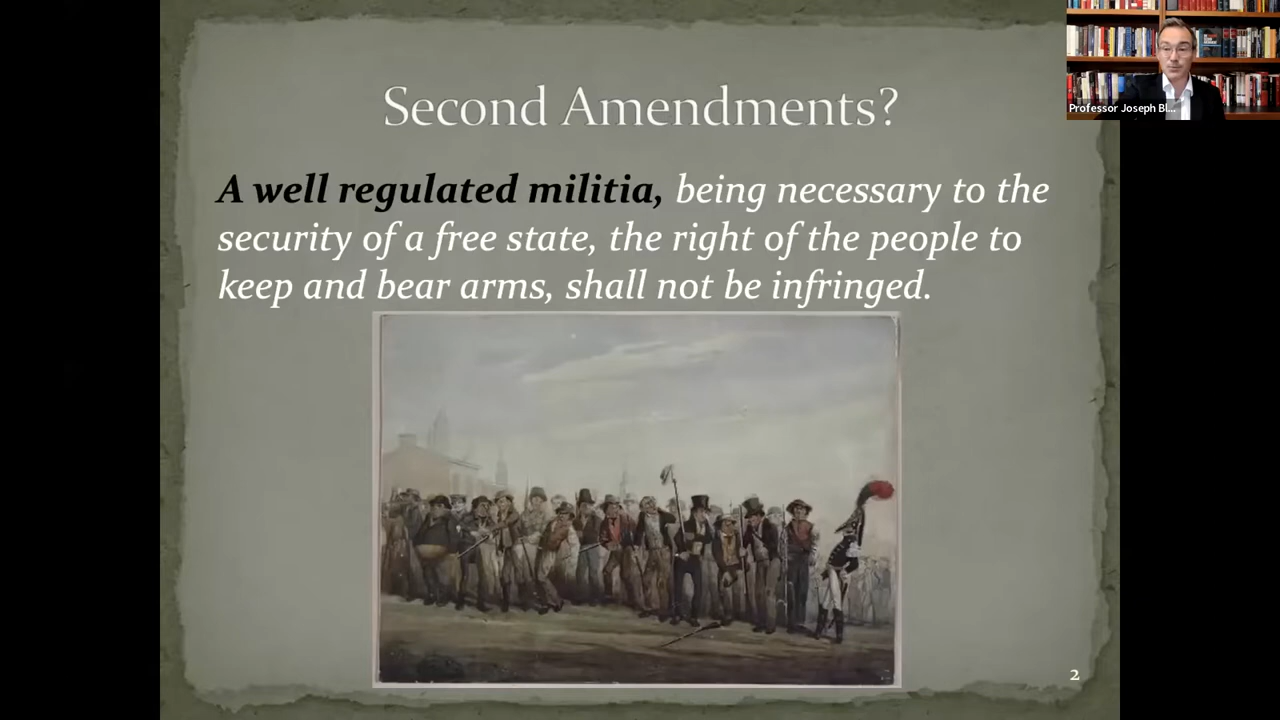 Second Amendments?
A well regulated militia, being necessary to the
security of a free state, the right of the people to
keep and bear arms, shall not be infringed.
Professor Joseph Bl...
2